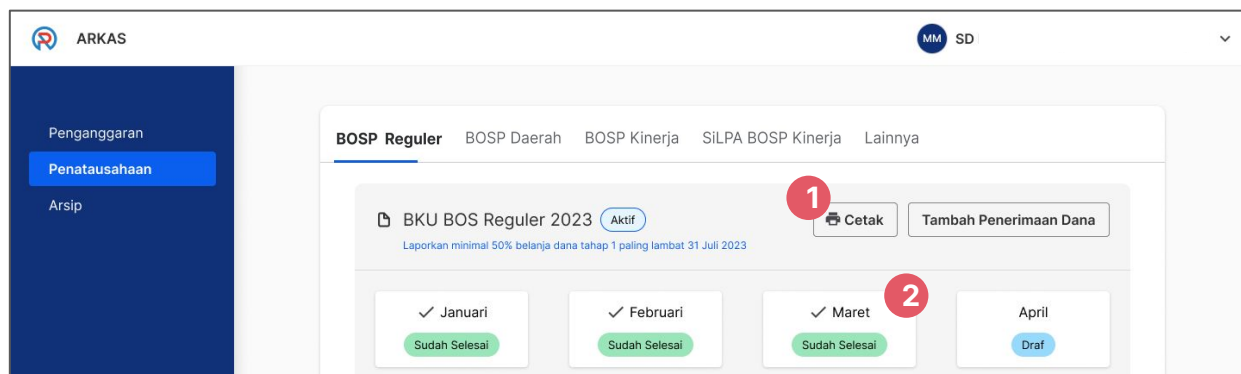 ARKAS
MM SD
Penganggaran
Penatausahaan
Arsip
BOSP Reguler BOSP Daerah BOSP Kinerja SiLPA BOSP Kinerja Lainnya
1
BKU BOS Reguler 2023 Aktif Cetak Tambah Penerimaan Dana
Laporkan minimal 50% belanja dana tahap 1 paling lambat 31 Juli 2023
2
Januari Februari Maret April
Sudah Selesai Sudah Selesai Sudah Selesai Draf